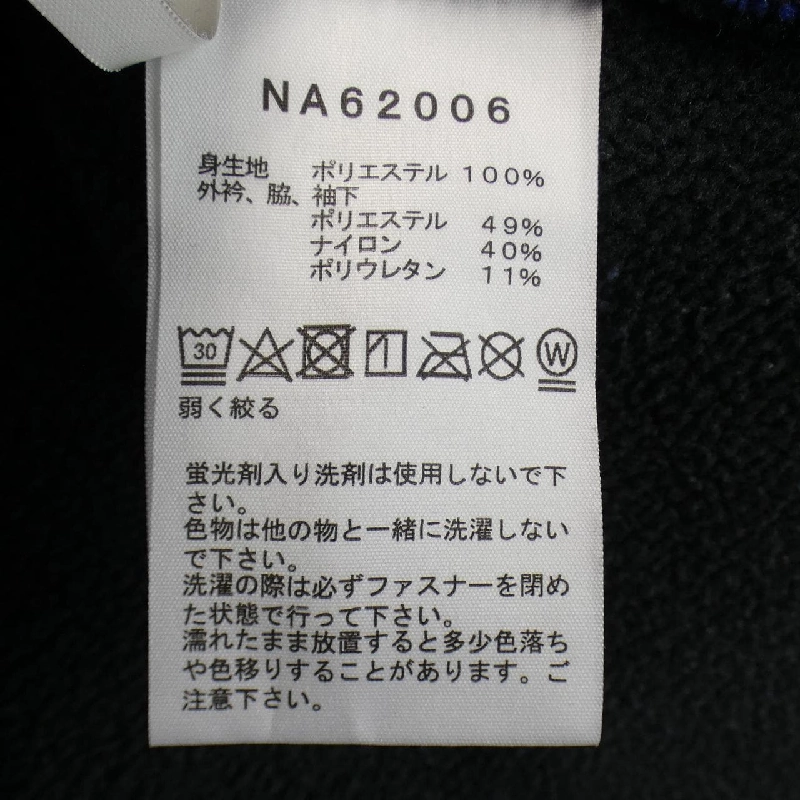 NA62006
身生地 ポリエステル 100%
外衿、脇、袖下
ポリエステル 49%
ナイロン 40%
ポリウレタン 11%
30 W
弱く絞る
蛍光剤入り洗剤は使用しないで下
さい。
色物は他の物と一緒に洗濯しない
で下さい。
洗濯の際は必ずファスナーを閉め
た状態で行って下さい。
濡れたまま放置すると多少色落ち
や色移りすることがあります。ご
注意下さい。